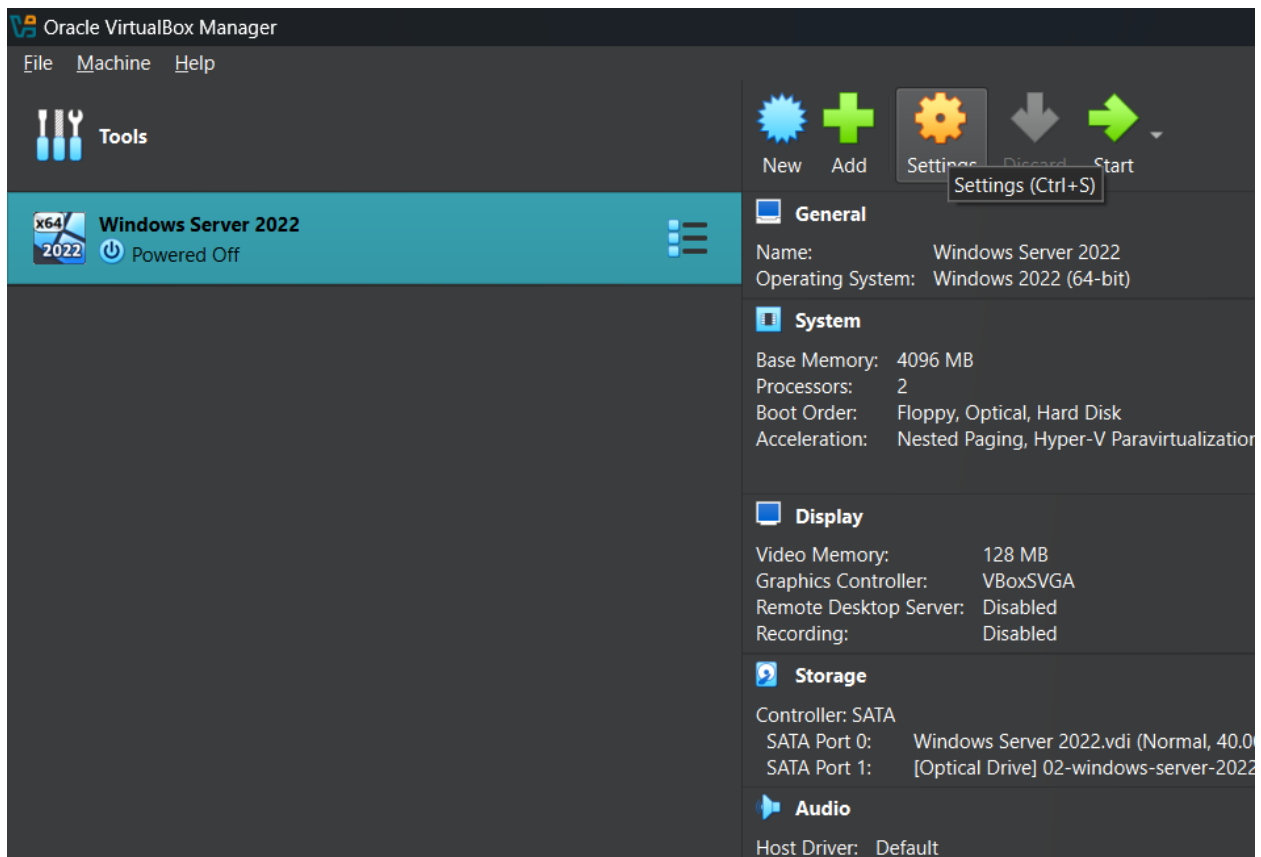 Oracle VirtualBox Manager
File Machine Help
Tools
New Add Settings Discard Start
Settings (Ctrl+S)
x64
2022
Windows Server 2022
Powered Off
General
Name: Windows Server 2022
Operating System: Windows 2022 (64-bit)
System
Base Memory: 4096 MB
Processors: 2
Boot Order: Floppy, Optical, Hard Disk
Acceleration: Nested Paging, Hyper-V Paravirtualization
Display
Video Memory: 128 MB
Graphics Controller: VBoxSVGA
Remote Desktop Server: Disabled
Recording: Disabled
Storage
Controller: SATA
SATA Port 0: Windows Server 2022.vdi (Normal, 40.0
SATA Port 1: [Optical Drive] 02-windows-server-2022
Audio
Host Driver: Default